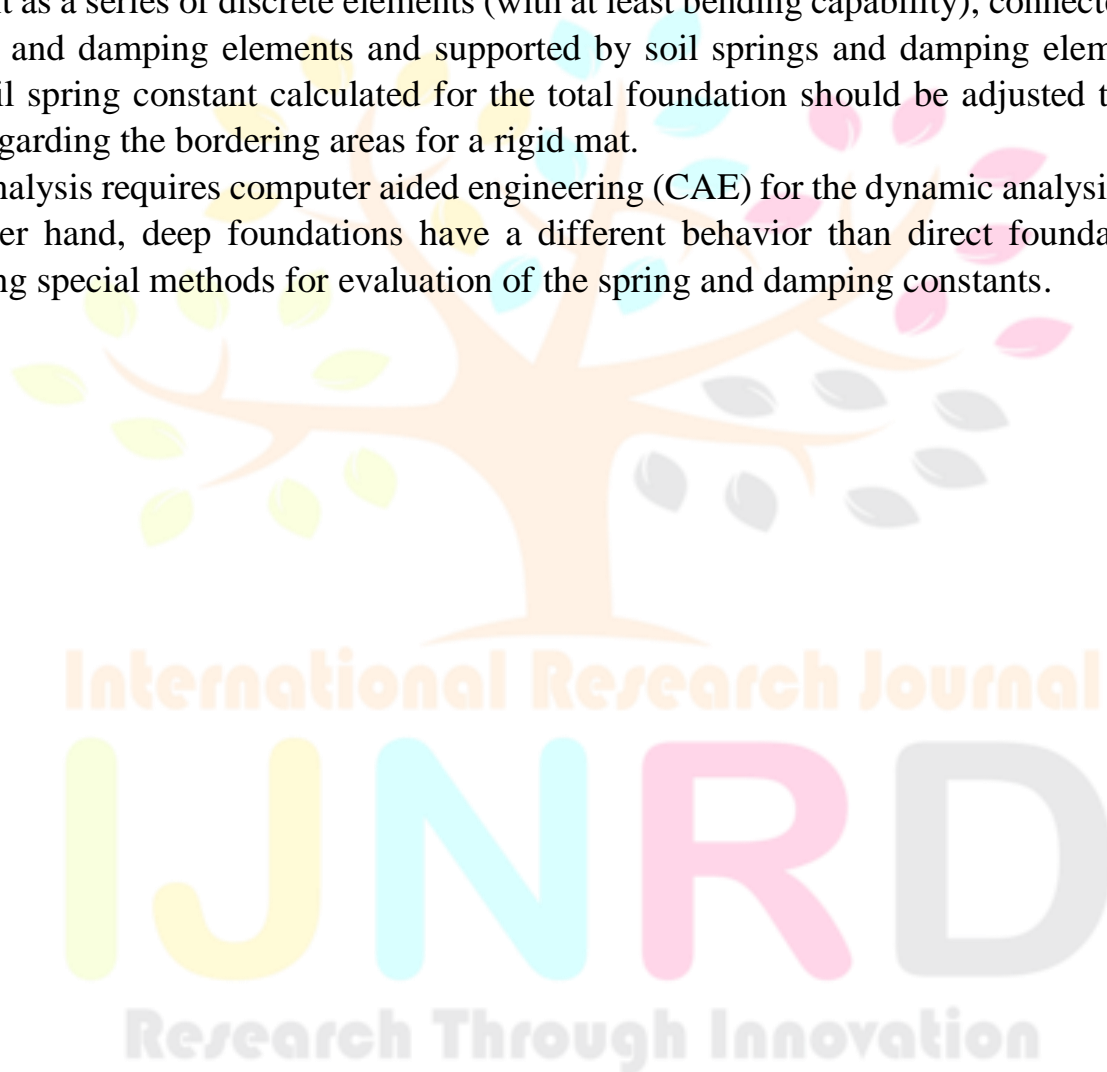 t as a series of discrete elements (with at least bending capability), connecte
and damping elements and supported by soil springs and damping elem
il spring constant calculated for the total foundation should be adjusted t
garding the bordering areas for a rigid mat.
nalysis requires computer aided engineering (CAE) for the dynamic analysi
er hand, deep foundations have a different behavior than direct founda
ng special methods for evaluation of the spring and damping constants.
International Research Journal
IJNRD
Research Through Innovation